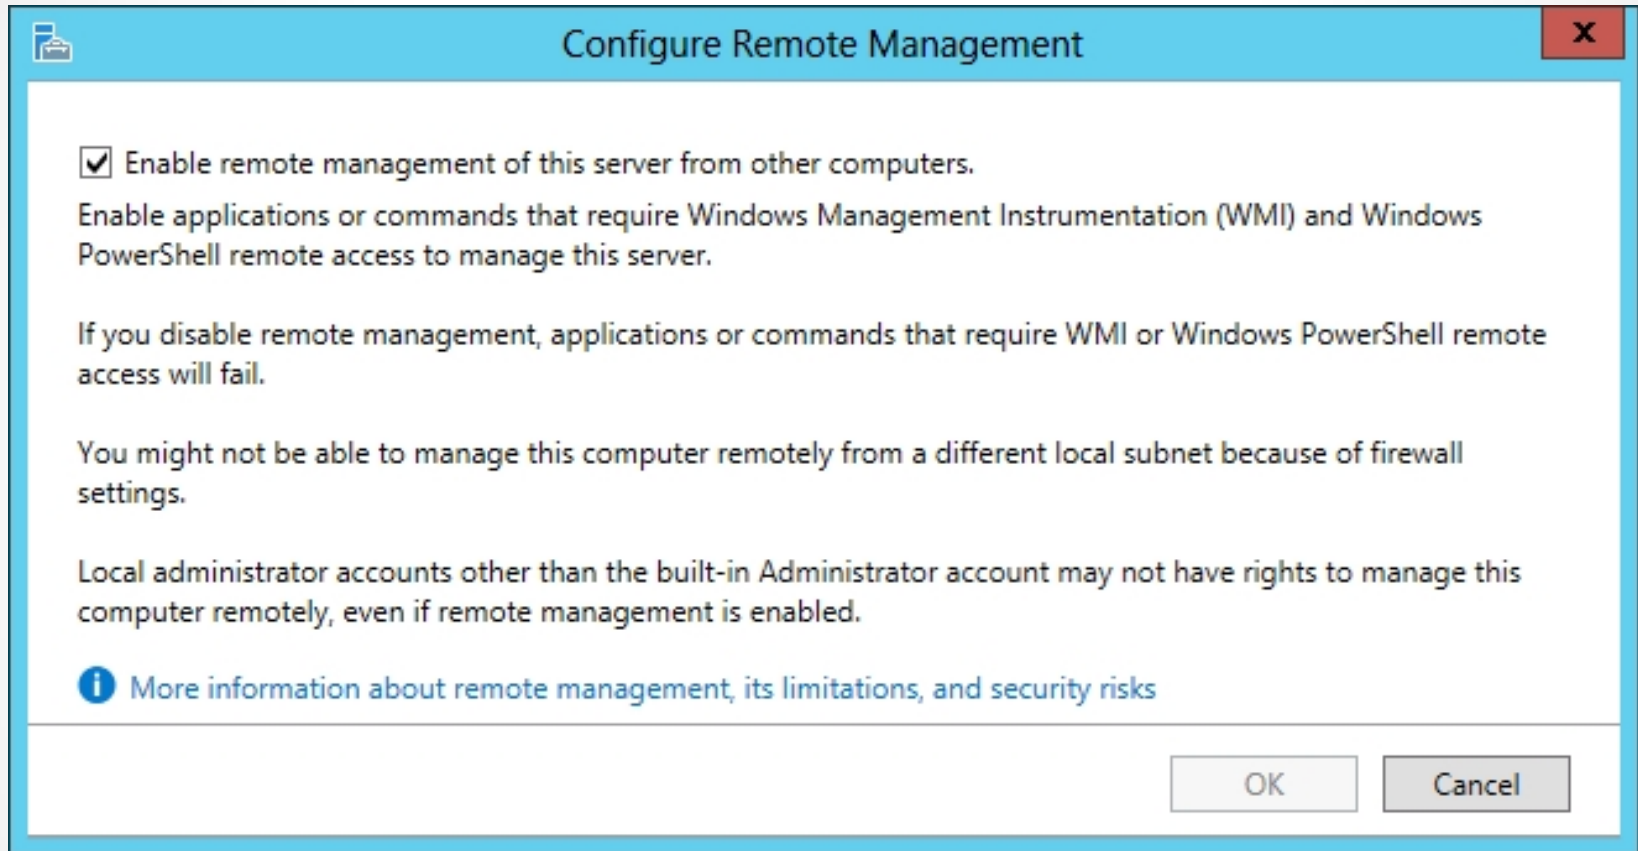 Configure Remote Management
x
Enable remote management of this server from other computers.
Enable applications or commands that require Windows Management Instrumentation (WMI) and Windows
PowerShell remote access to manage this server.
If you disable remote management, applications or commands that require WMI or Windows PowerShell remote
access will fail.
You might not be able to manage this computer remotely from a different local subnet because of firewall
settings.
Local administrator accounts other than the built-in Administrator account may not have rights to manage this
computer remotely, even if remote management is enabled.
i More information about remote management, its limitations, and security risks
OK Cancel